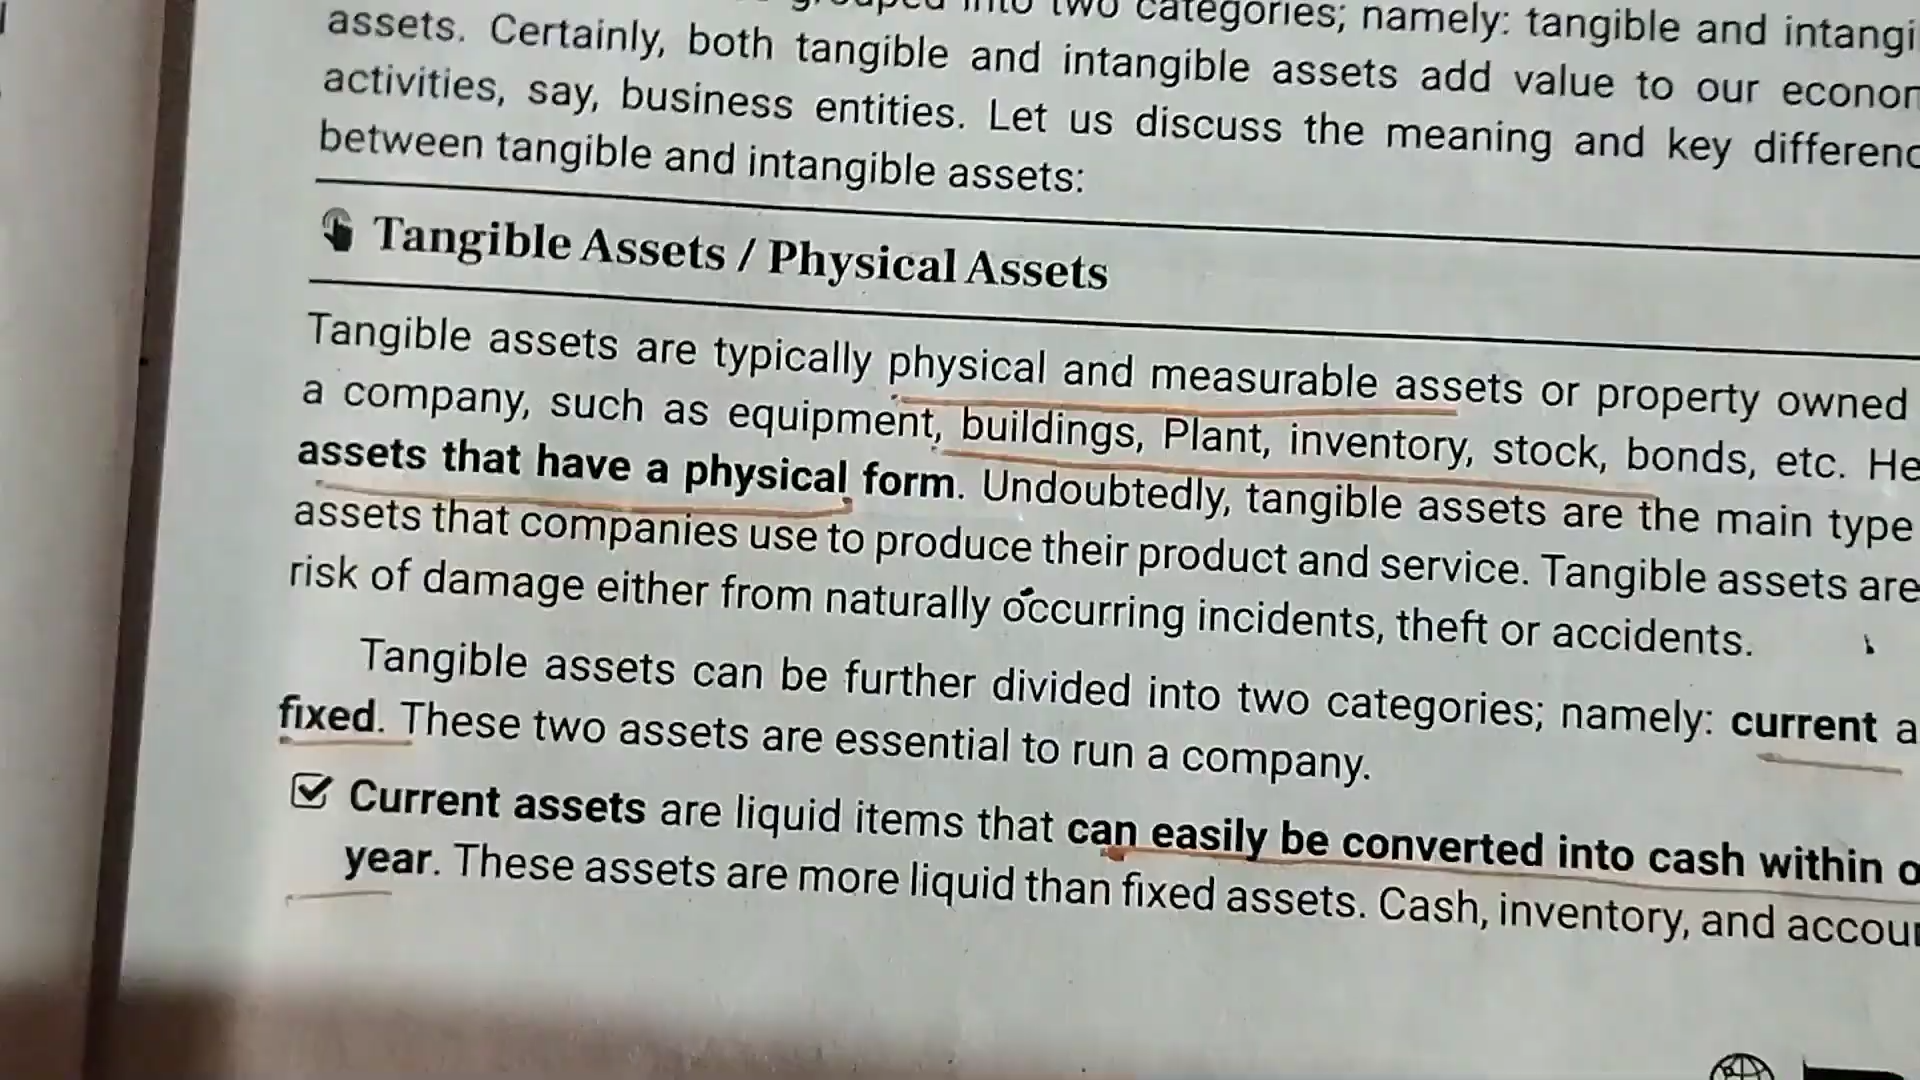 into two categories; namely: tangible and
assets. Certainly, both tangible and intangible assets add value to our
activities, say, business entities. Let us discuss the meaning and key
between tangible and intangible assets:
Tangible Assets / Physical Assets
Tangible assets are typically physical and measurable assets or property owned
a company, such as equipment, buildings, Plant, inventory, stock, bonds, etc.
assets that have a physical form. Undoubtedly, tangible assets are the main type
assets that companies use to produce their product and service. Tangible assets are
risk of damage either from naturally occurring incidents, theft or accidents.
Tangible assets can be further divided into two categories; namely: current
fixed. These two assets are essential to run a company.
Current assets are liquid items that can easily be converted into cash within
year. These assets are more liquid than fixed assets. Cash, inventory, and